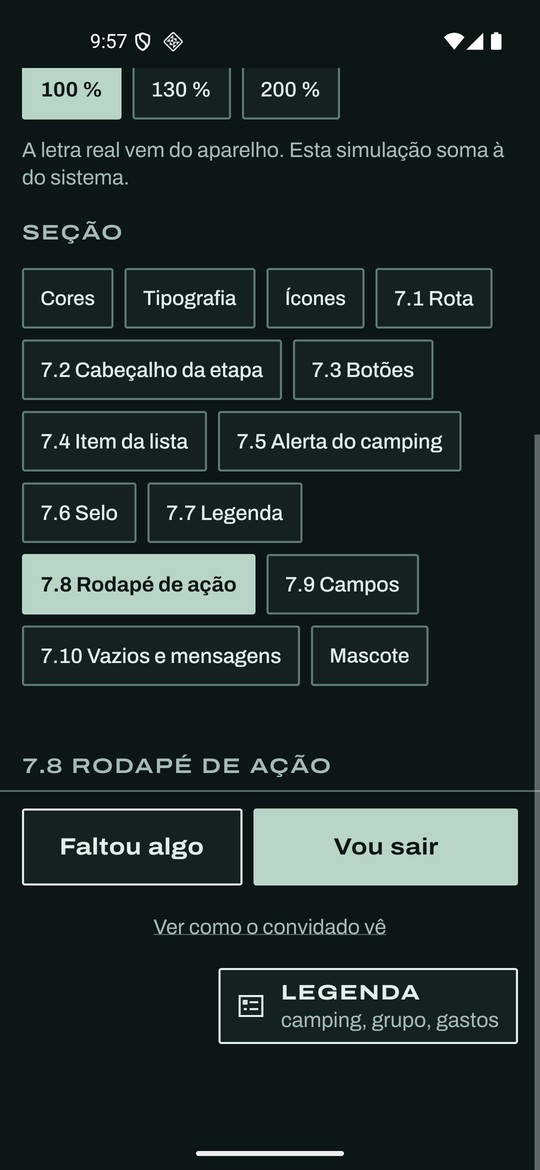 9:57
100 % 130 % 200 %
A letra real vem do aparelho. Esta simulação soma à
do sistema.
SEÇÃO
Cores Tipografia Ícones 7.1 Rota
7.2 Cabeçalho da etapa 7.3 Botões
7.4 Item da lista 7.5 Alerta do camping
7.6 Selo 7.7 Legenda
7.8 Rodapé de ação 7.9 Campos
7.10 Vazios e mensagens Mascote
7.8 RODAPÉ DE AÇÃO
Faltou algo Vou sair
Ver como o convidado vê
LEGENDA
camping, grupo, gastos